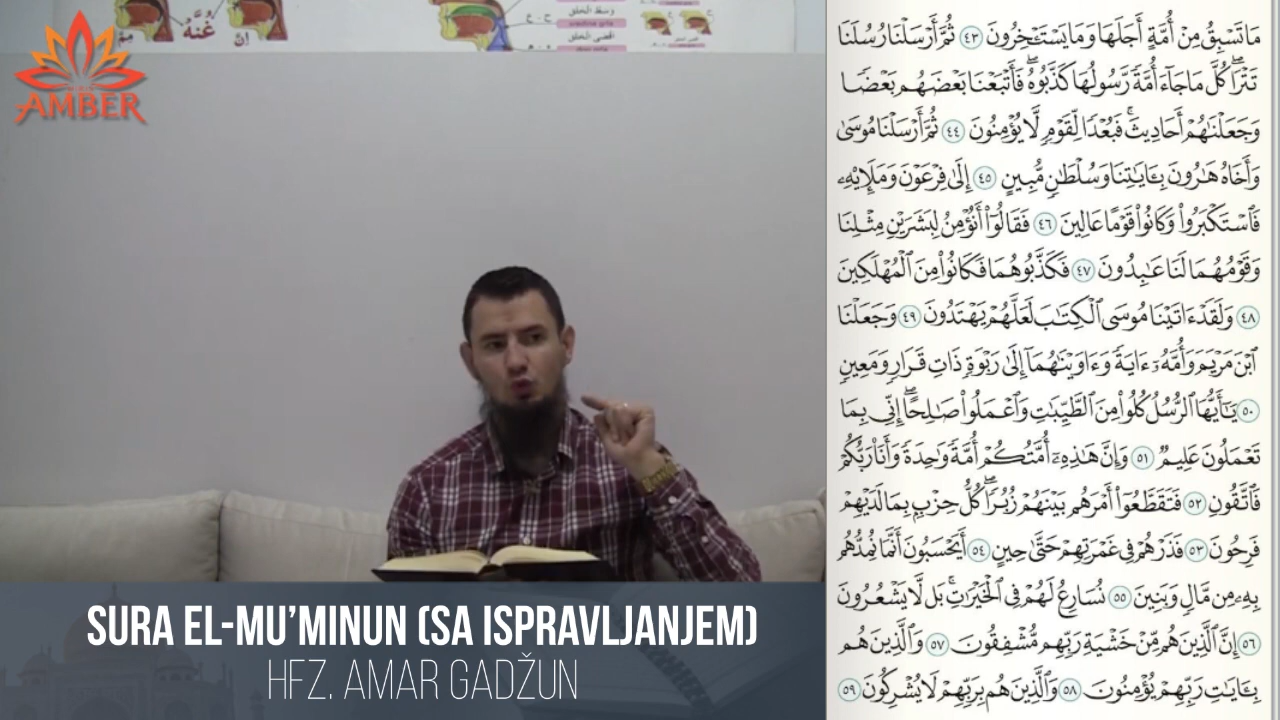 مِّمْ
غُنَّه
إِنَّ
وسط الحلق
أقصى الحلق
ع - ح
AMBER
SURA EL-MU’MINUN (SA ISPRAVLJANJEM)
HFZ. AMAR GADŽUN
مَا تَسْبِقُ مِنْ أُمَّةٍ أَجَلَهَا وَمَا يَسْتَـْٔخِرُونَ ٤٣ ثُمَّ أَرْسَلْنَا رُسُلَنَا
تَتْرَاۖ كُلَّ مَا جَآءَ أُمَّةً رَّسُولُهَا كَذَّبُوهُۖ فَأَتْبَعْنَا بَعْضَهُم بَعْضًا
وَجَعَلْنَٰهُمْ أَحَادِيثَۚ فَبُعْدًا لِّقَوْمٍ لَّا يُؤْمِنُونَ ٤٤ ثُمَّ أَرْسَلْنَا مُوسَىٰ
وَأَخَاهُ هَٰرُونَ بِـَٔايَٰتِنَا وَسُلْطَٰنٍ مُّبِينٍ ٤٥ إِلَىٰ فِرْعَوْنَ وَمَلَإِي۟هِۦ
فَٱسْتَكْبَرُوا۟ وَكَانُوا۟ قَوْمًا عَالِينَ ٤٦ فَقَالُوٓا۟ أَنُؤْمِنُ لِبَشَرَيْنِ مِثْلِنَا
وَقَوْمُهُمَا لَنَا عَٰبِدُونَ ٤٧ فَكَذَّبُوهُمَا فَكَانُوا۟ مِنَ ٱلْمُهْلَكِينَ
٤٨ وَلَقَدْ ءَاتَيْنَا مُوسَى ٱلْكِتَٰبَ لَعَلَّهُمْ يَهْتَدُونَ ٤٩ وَجَعَلْنَا
ٱبْنَ مَرْيَمَ وَأُمَّهُۥٓ ءَايَةً وَءَاوَيْنَٰهُمَآ إِلَىٰ رَبْوَةٍ ذَاتِ قَرَارٍ وَمَعِينٍ
٥٠ يَٰٓأَيُّهَا ٱلرُّسُلُ كُلُوا۟ مِنَ ٱلطَّيِّبَٰتِ وَٱعْمَلُوا۟ صَٰلِحًاۖ إِنِّى بِمَا
تَعْمَلُونَ عَلِيمٌ ٥١ وَإِنَّ هَٰذِهِۦٓ أُمَّتُكُمْ أُمَّةً وَٰحِدَةً وَأَنَا۠ رَبُّكُمْ
فَٱتَّقُونِ ٥٢ فَتَقَطَّعُوٓا۟ أَمْرَهُم بَيْنَهُمْ زُبُرًاۖ كُلُّ حِزْبٍۭ بِمَا لَدَيْهِمْ
فَرِحُونَ ٥٣ فَذَرْهُمْ فِى غَمْرَتِهِمْ حَتَّىٰ حِينٍ ٥٤ أَيَحْسَبُونَ أَنَّمَا نُمِدُّهُم
بِهِۦ مِن مَّالٍ وَبَنِينَ ٥٥ نُسَارِعُ لَهُمْ فِى ٱلْخَيْرَٰتِۚ بَل لَّا يَشْعُرُونَ
٥٦ إِنَّ ٱلَّذِينَ هُم مِّنْ خَشْيَةِ رَبِّهِم مُّشْفِقُونَ ٥٧ وَٱلَّذِينَ هُم
بِـَٔايَٰتِ رَبِّهِمْ يُؤْمِنُونَ ٥٨ وَٱلَّذِينَ هُم بِرَبِّهِمْ لَا يُشْرِكُونَ ٥٩